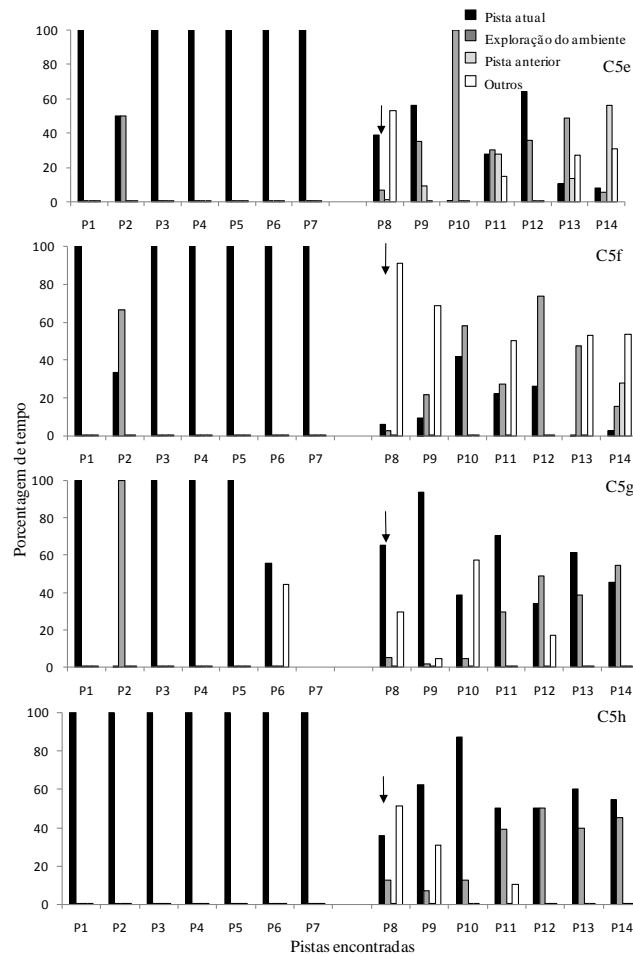 Pista atual
Exploração do ambiente
Pista anterior
Outros
C5e
100
80
60
40
20
0
P1 P2 P3 P4 P5 P6 P7 P8 P9 P10 P11 P12 P13 P14
C5f
100
80
60
40
20
0
P1 P2 P3 P4 P5 P6 P7 P8 P9 P10 P11 P12 P13 P14
Porcentagem de tempo
C5g
100
80
60
40
20
0
P1 P2 P3 P4 P5 P6 P7 P8 P9 P10 P11 P12 P13 P14
C5h
100
80
60
40
20
0
P1 P2 P3 P4 P5 P6 P7 P8 P9 P10 P11 P12 P13 P14
Pistas encontradas